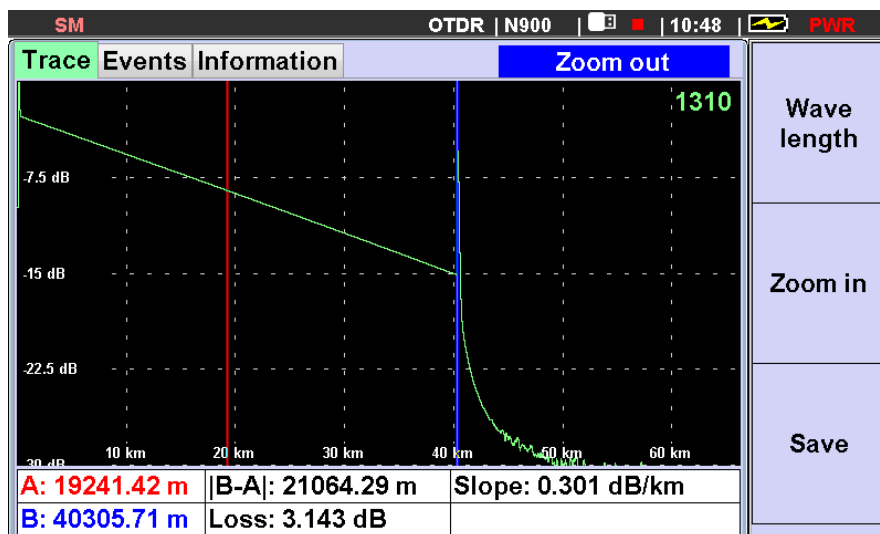 SM OTDR | N900 | | 10:48 | PWR
Trace Events Information Zoom out
1310
-7.5 dB
-15 dB
-22.5 dB
-30 dB
10 km 20 km 30 km 40 km 50 km 60 km
A: 19241.42 m |B-A|: 21064.29 m Slope: 0.301 dB/km
B: 40305.71 m Loss: 3.143 dB
Wave
length
Zoom in
Save